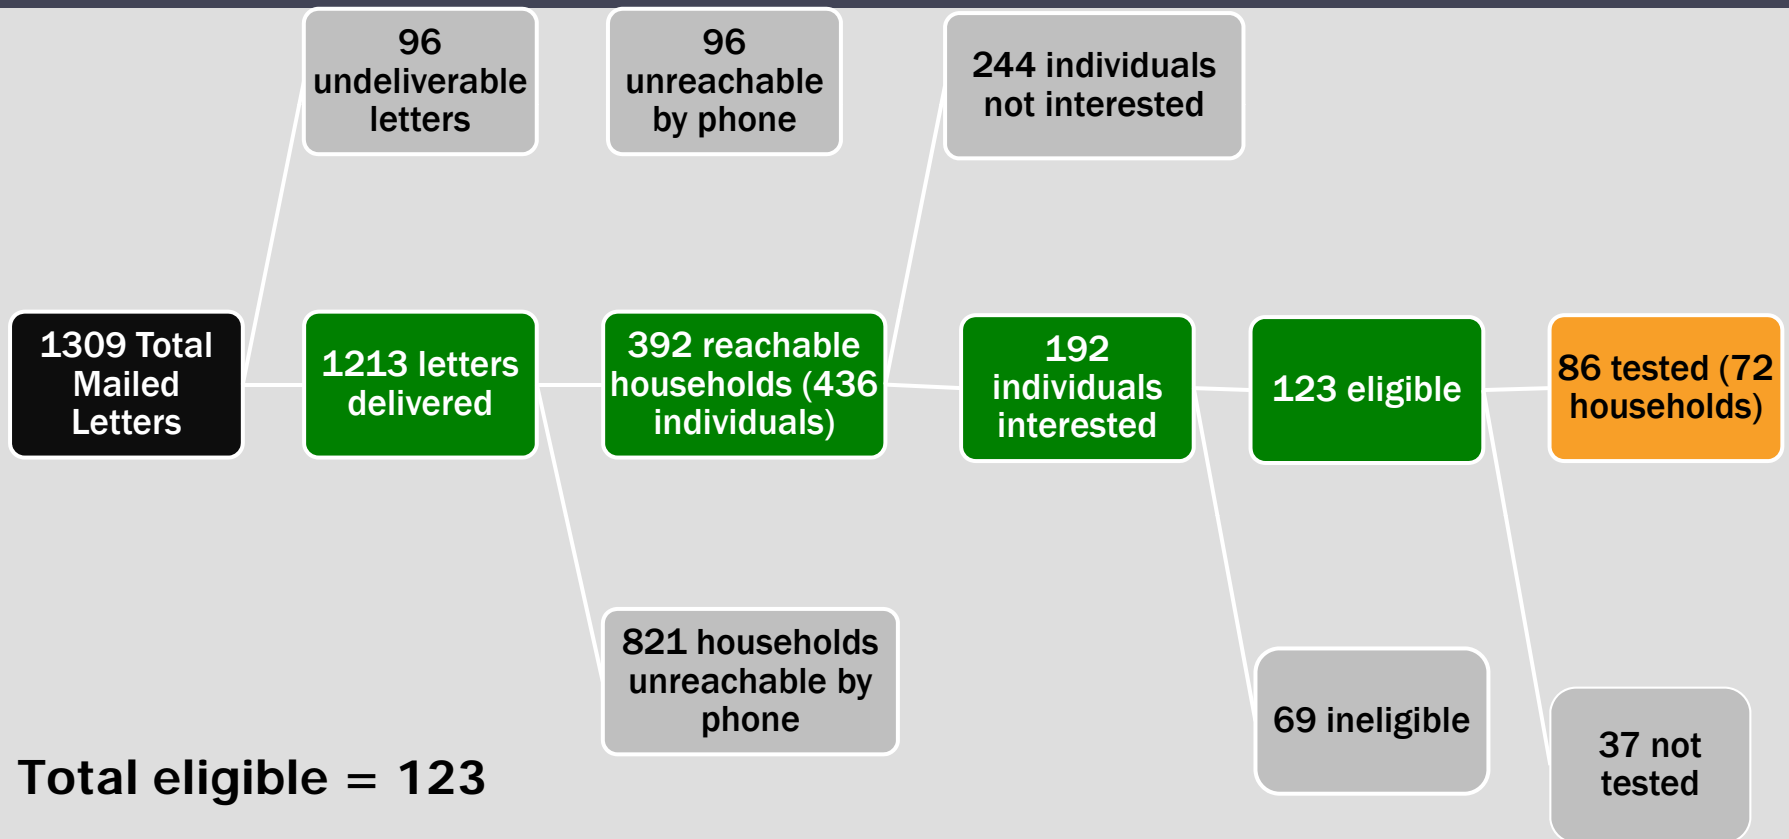 96
undeliverable
letters
96
unreachable
by phone
244 individuals
not interested
1309 Total
Mailed
Letters
1213 letters
delivered
392 reachable
households (436
individuals)
192
individuals
interested
123 eligible
86 tested (72
households)
821 households
unreachable by
phone
69 ineligible
37 not
tested
Total eligible = 123